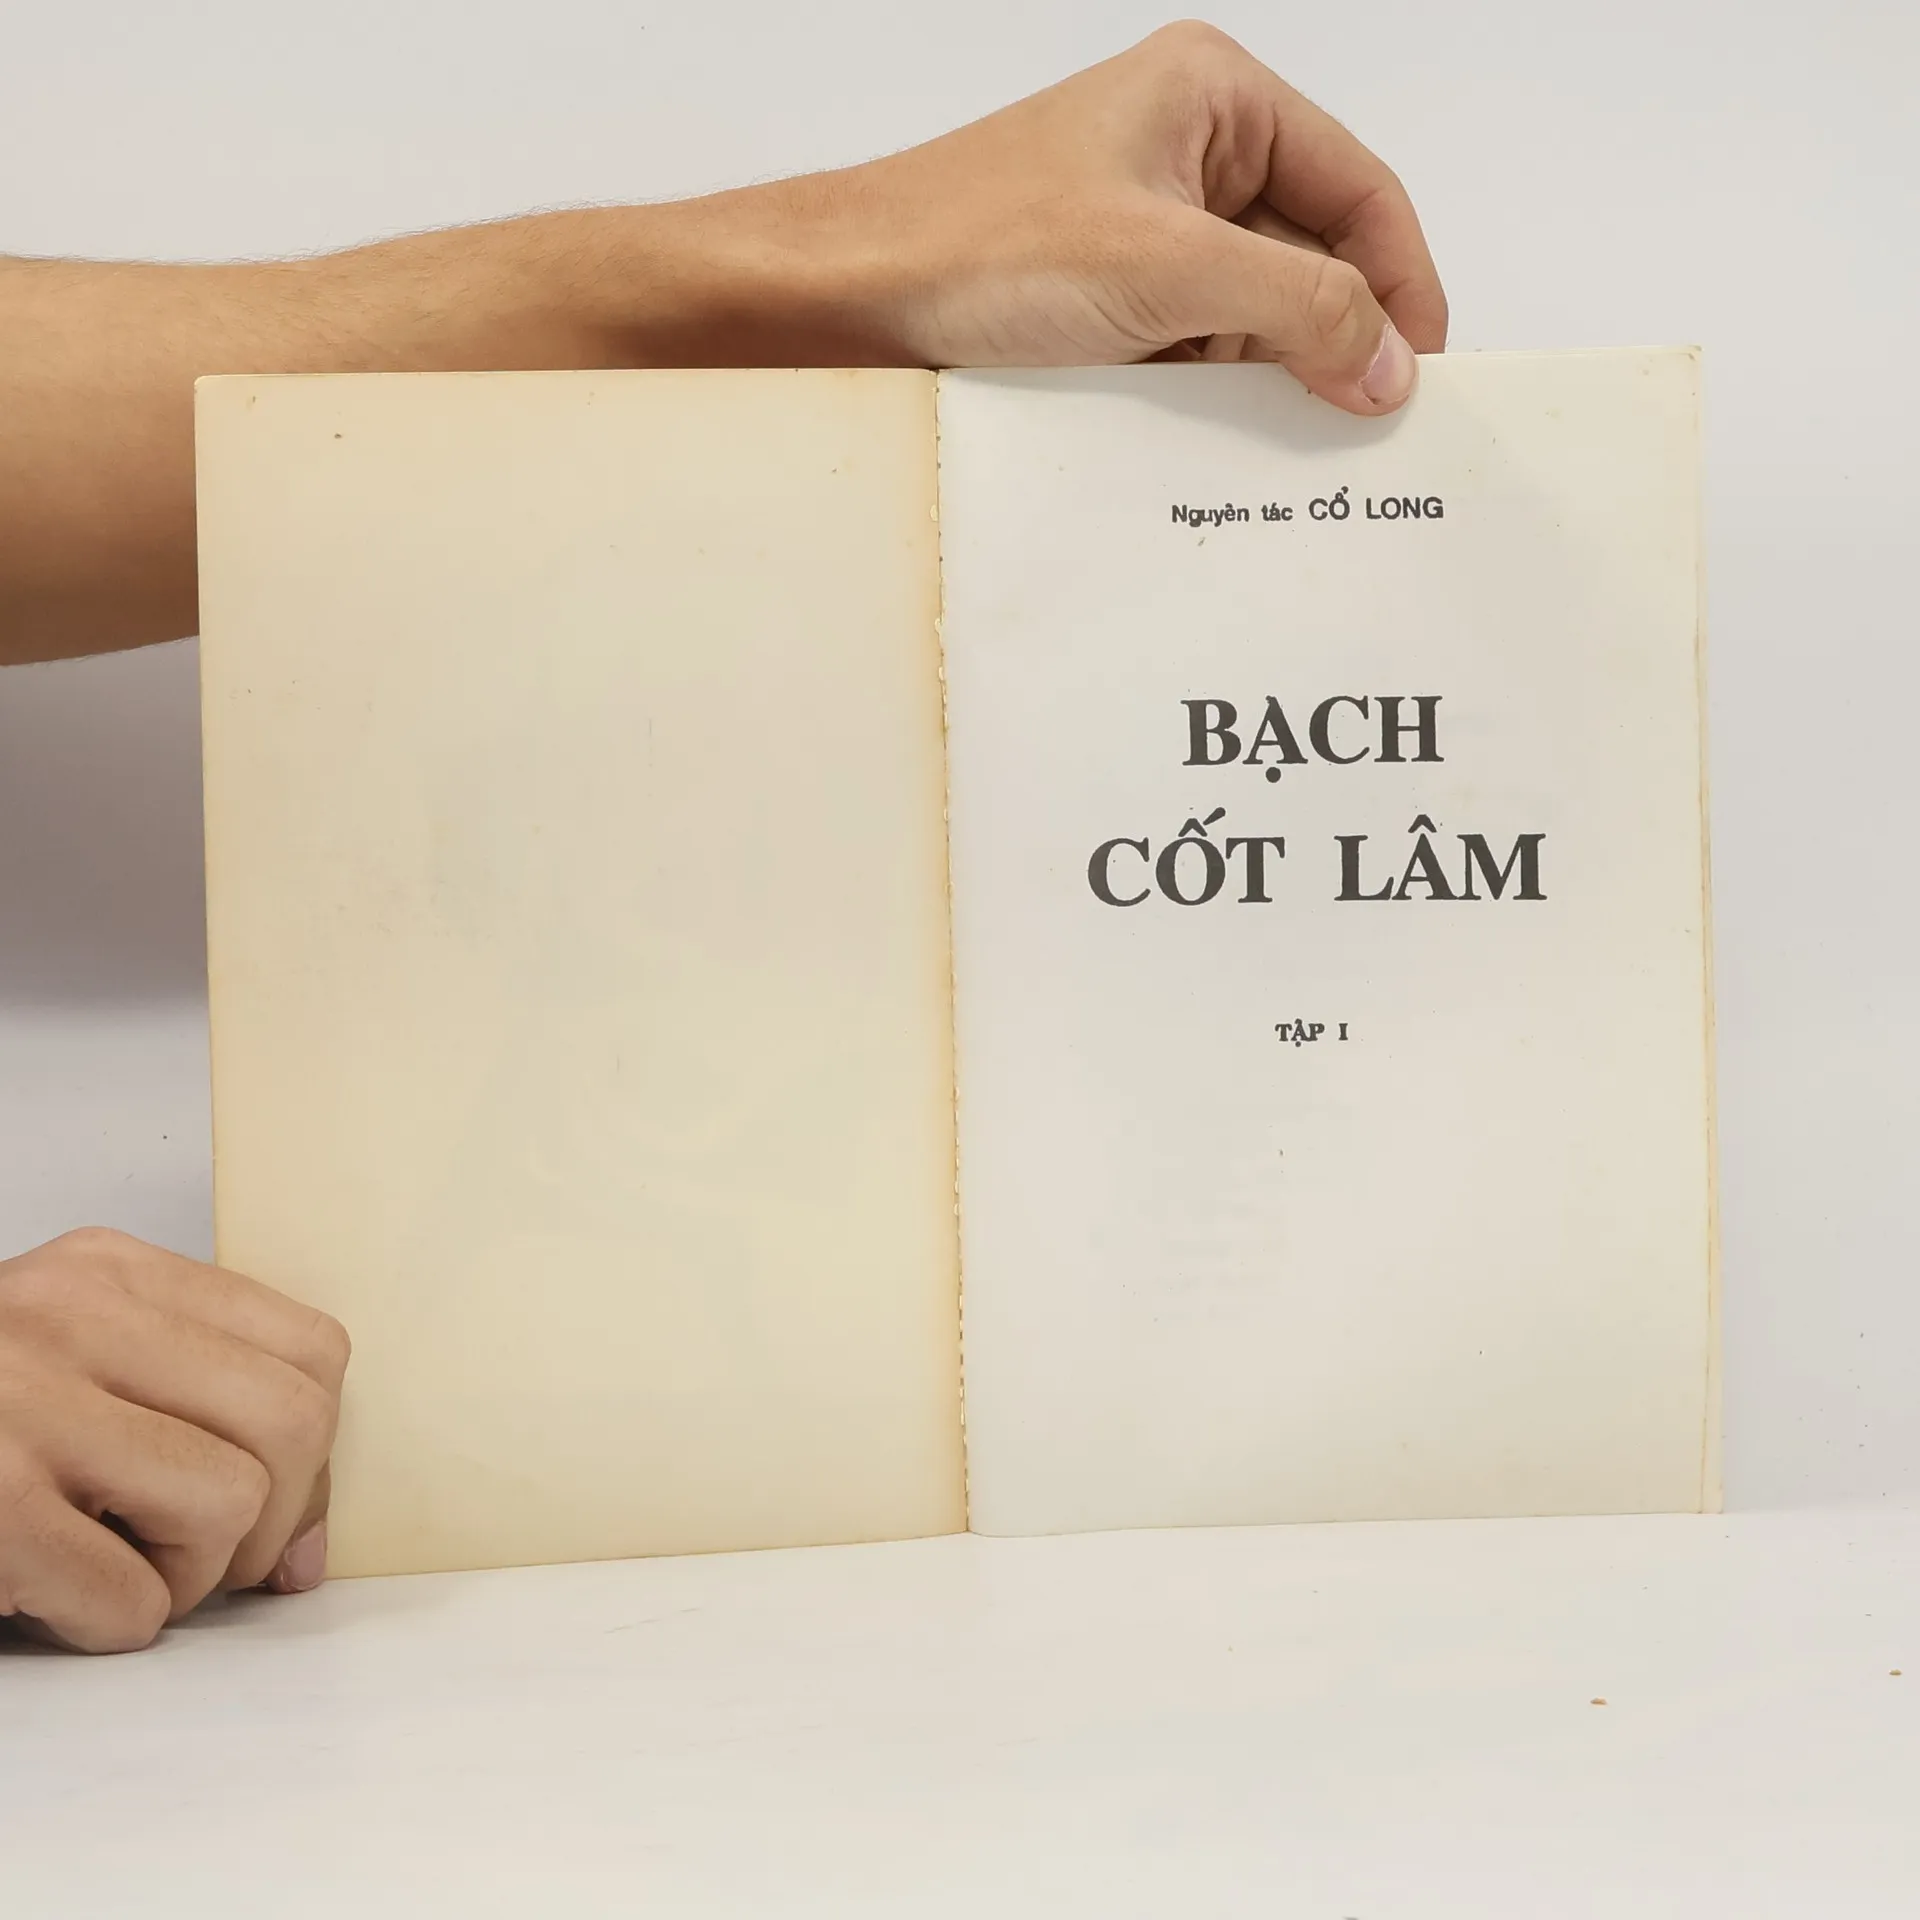 Nguyên tác CỔ LONG
BẠCH
CỐT LÂM
TẬP I